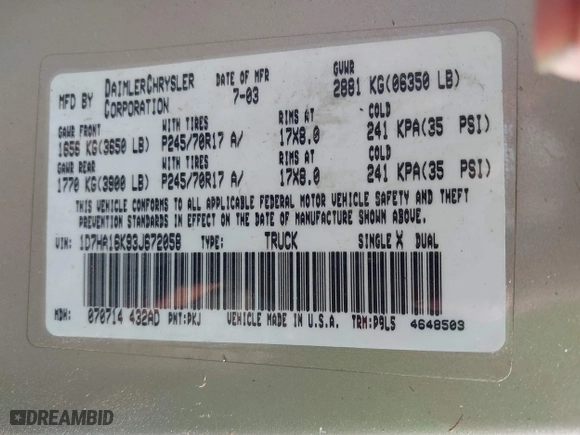 MFD BY DAIMLERCHRYSLER CORPORATION DATE OF MFR 7-03 GVWR 2881 KG(06350 LB)
GAWR FRONT WITH TIRES RIMS AT COLD
1656 KG(3650 LB) P245/70R17 A/ 17X8.0 241 KPA(35 PSI)
GAWR REAR WITH TIRES RIMS AT COLD
1770 KG(3900 LB) P245/70R17 A/ 17X8.0 241 KPA(35 PSI)
THIS VEHICLE CONFORMS TO ALL APPLICABLE FEDERAL MOTOR VEHICLE SAFETY AND THEFT
PREVENTION STANDARDS IN EFFECT ON THE DATE OF MANUFACTURE SHOWN ABOVE.
VIN: 1D7HA16K93J672058 TYPE: TRUCK SINGLE X DUAL
MDH: 070714 432AD PNT:PKJ VEHICLE MADE IN U.S.A. TRM:P9L5 4648503
DREAMBID